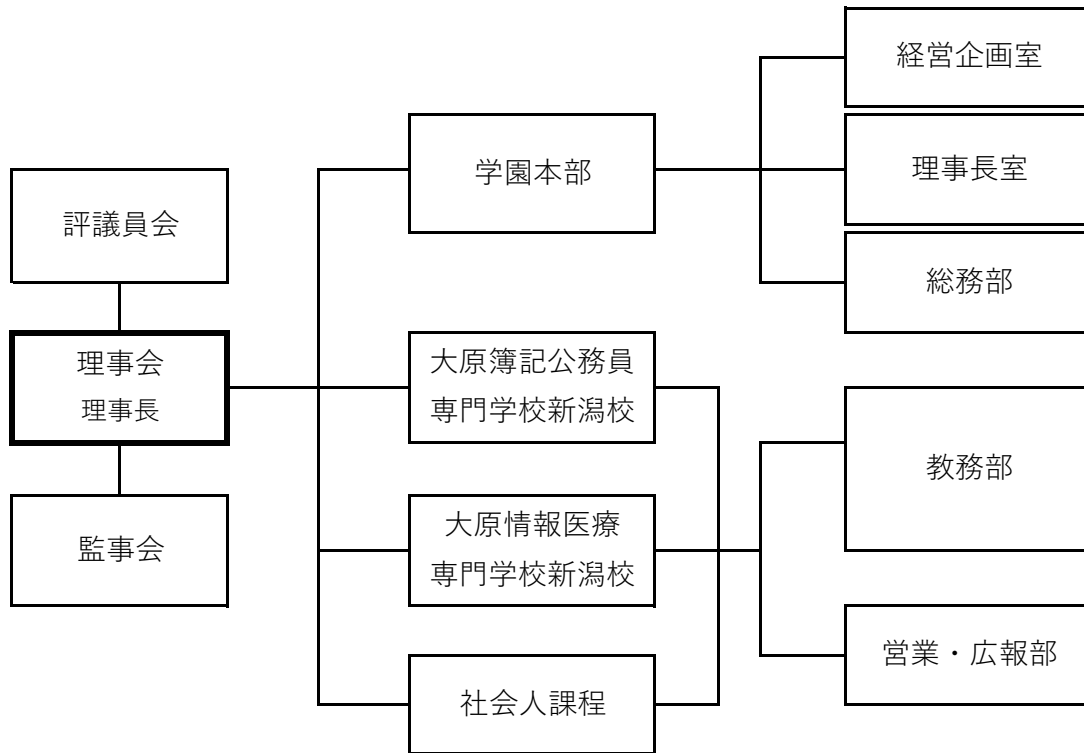 評議員会
理事会
理事長
監事会
学園本部
大原簿記公務員
専門学校新潟校
大原情報医療
専門学校新潟校
社会人課程
経営企画室
理事長室
総務部
教務部
営業・広報部